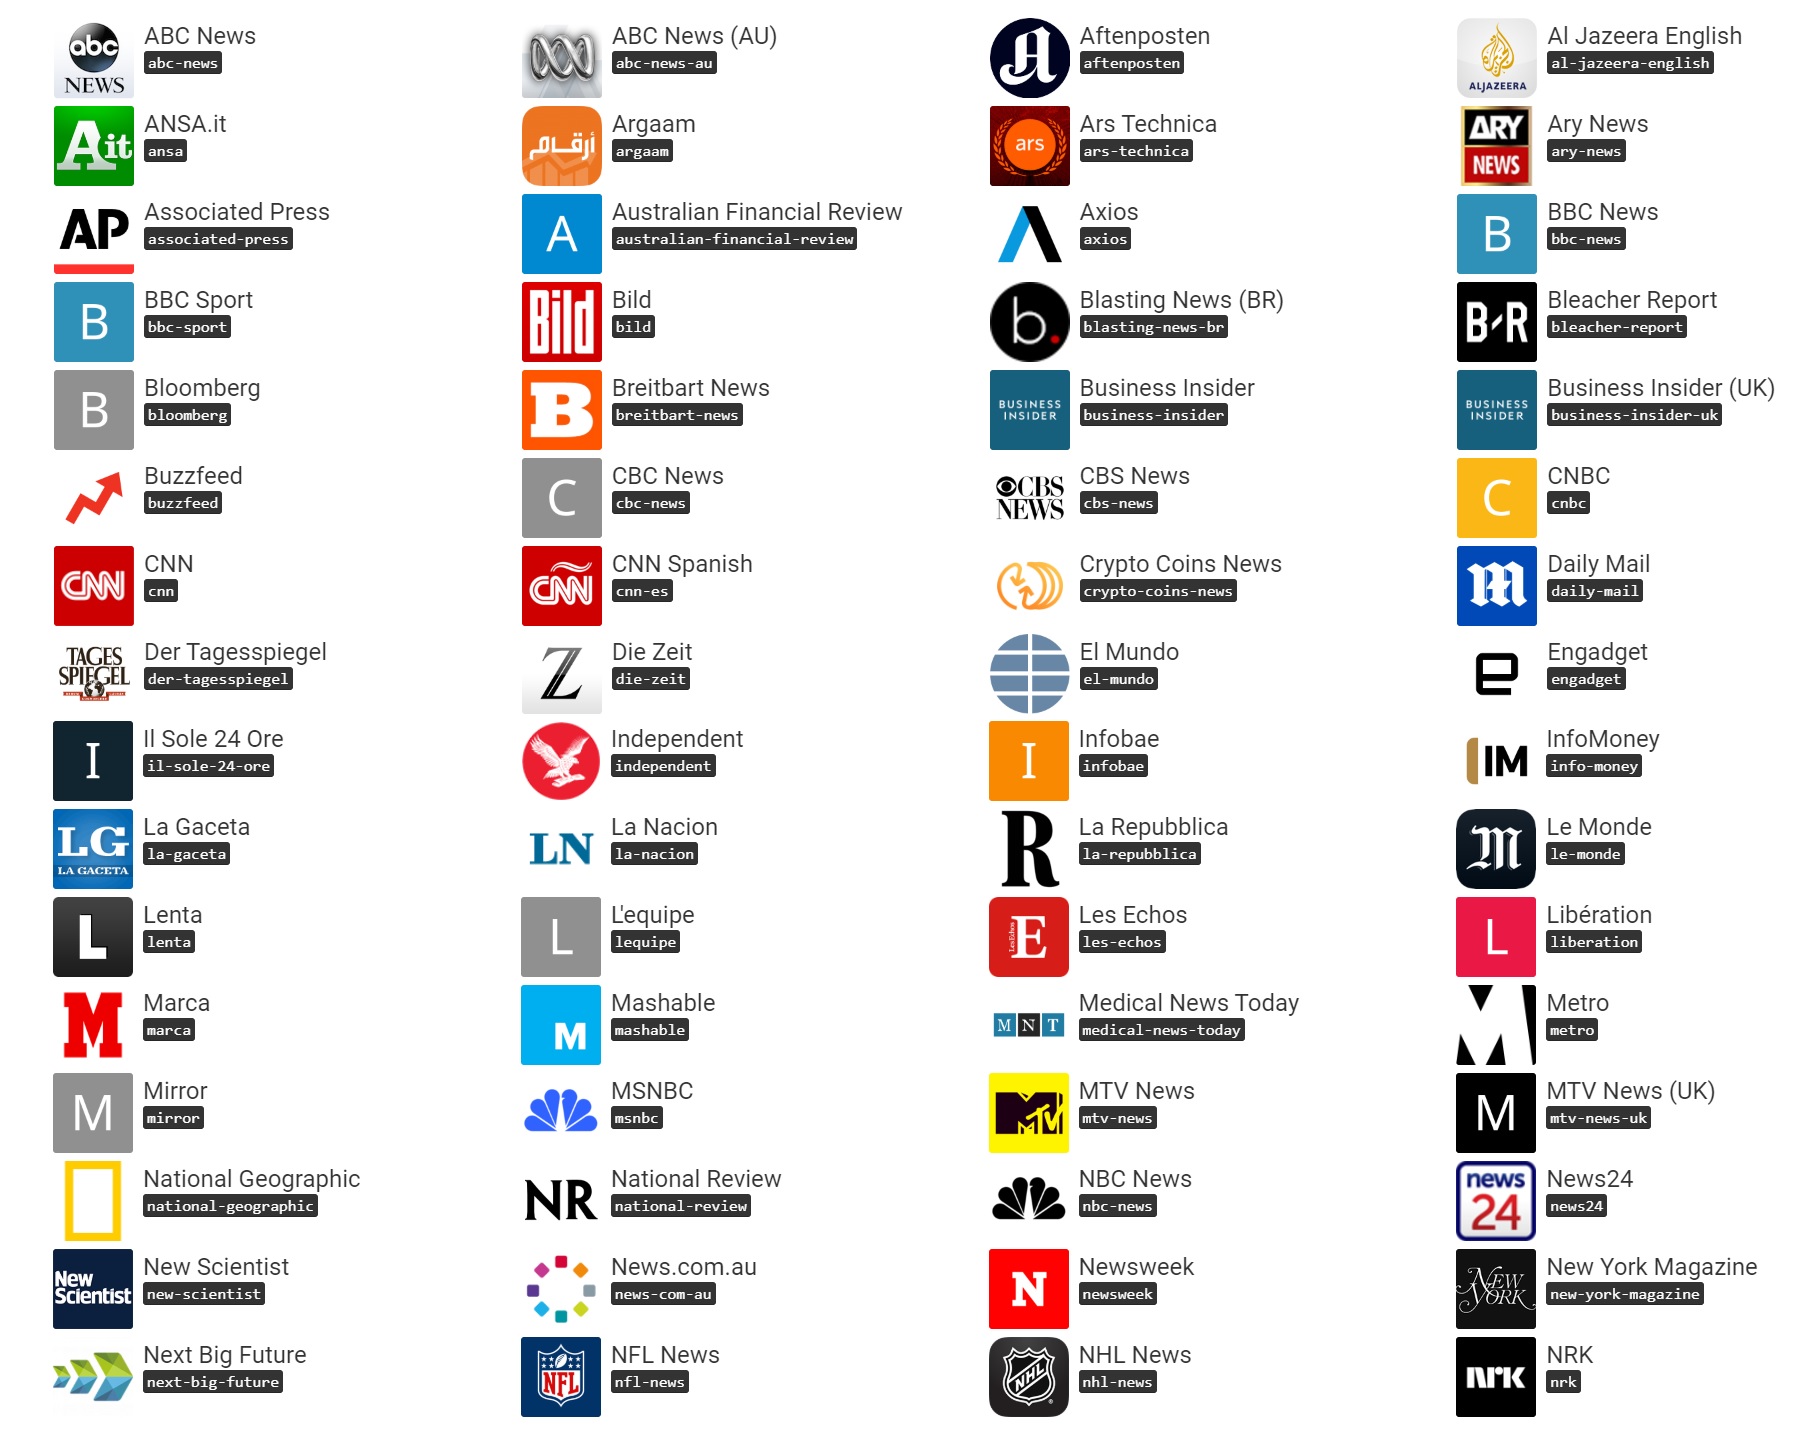 abc
NEWS
ABC News
abc-news
ABC News (AU)
abc-news-au
A
Aftenposten
aftenposten
ALJAZEERA
Al Jazeera English
al-jazeera-english
Ait
ANSA.it
ansa
أرقام
Argaam
argaam
ars
Ars Technica
ars-technica
ARY
NEWS
Ary News
ary-news
AP
Associated Press
associated-press
A
Australian Financial Review
australian-financial-review
Axios
axios
B
BBC News
bbc-news
B
BBC Sport
bbc-sport
Bild
Bild
bild
b.
Blasting News (BR)
blasting-news-br
B-R
Bleacher Report
bleacher-report
B
Bloomberg
bloomberg
B
Breitbart News
breitbart-news
BUSINESS
INSIDER
Business Insider
business-insider
BUSINESS
INSIDER
Business Insider (UK)
business-insider-uk
Buzzfeed
buzzfeed
C
CBC News
cbc-news
CBS
NEWS
CBS News
cbs-news
C
CNBC
cnbc
CNN
CNN
cnn
CÑN
CNN Spanish
cnn-es
Crypto Coins News
crypto-coins-news
M
Daily Mail
daily-mail
TAGES
SPIEGEL
Der Tagesspiegel
der-tagesspiegel
Z
Die Zeit
die-zeit
El Mundo
el-mundo
e
Engadget
engadget
I
Il Sole 24 Ore
il-sole-24-ore
Independent
independent
I
Infobae
infobae
IM
InfoMoney
info-money
LG
LA GACETA
La Gaceta
la-gaceta
LN
La Nacion
la-nacion
R
La Repubblica
la-repubblica
M
Le Monde
le-monde
L
Lenta
lenta
L
L'equipe
lequipe
Les Echos
E
Les Echos
les-echos
L
Libération
liberation
M
Marca
marca
M
Mashable
mashable
M N T
Medical News Today
medical-news-today
M
Metro
metro
M
Mirror
mirror
MSNBC
msnbc
MTV
MTV News
mtv-news
M
MTV News (UK)
mtv-news-uk
National Geographic
national-geographic
NR
National Review
national-review
NBC News
nbc-news
news
24
News24
news24
New
Scientist
New Scientist
new-scientist
News.com.au
news-com-au
N
Newsweek
newsweek
NEW
YORK
New York Magazine
new-york-magazine
Next Big Future
next-big-future
NFL
NFL News
nfl-news
NHL
NHL News
nhl-news
nrk
NRK
nrk